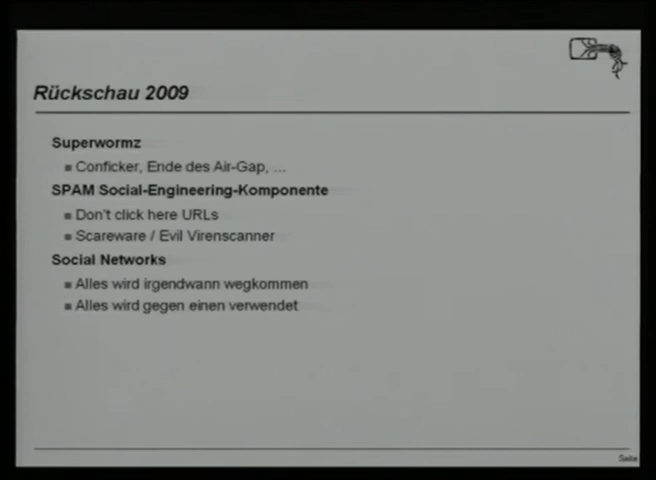 Rückschau 2009
Superwormz
Conficker, Ende des Air-Gap, ...
SPAM Social-Engineering-Komponente
Don't click here URLs
Scareware / Evil Virenscanner
Social Networks
Alles wird irgendwann wegkommen
Alles wird gegen einen verwendet
Seite